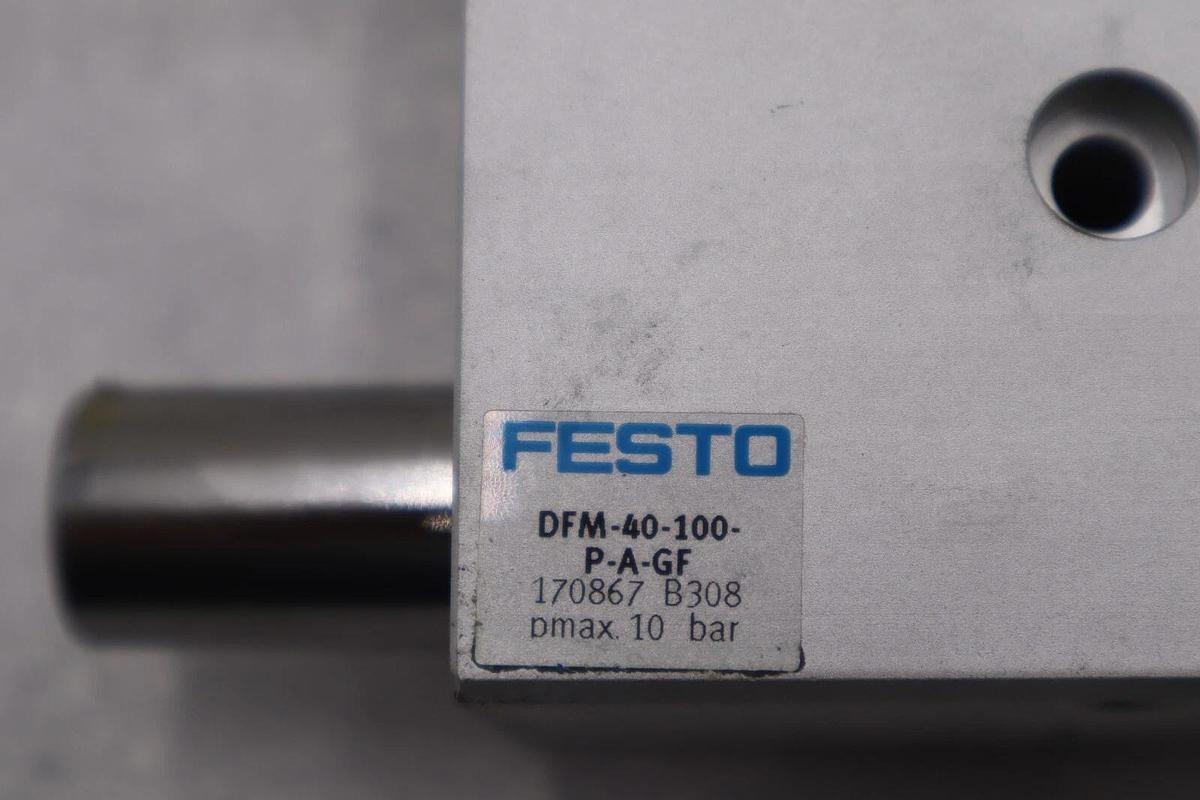 FESTO
DFM-40-100-
P-A-GF
170867 B308
pmax. 10 bar